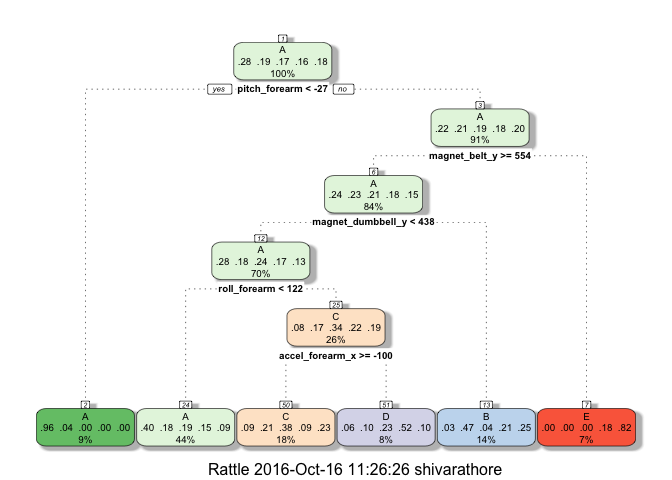 1
A
.28 .19 .17 .16 .18
100%
yes pitch_forearm < -27 no
3
A
.22 .21 .19 .18 .20
91%
magnet_belt_y >= 554
6
A
.24 .23 .21 .18 .15
84%
magnet_dumbbell_y < 438
12
A
.28 .18 .24 .17 .13
70%
roll_forearm < 122
25
C
.08 .17 .34 .22 .19
26%
accel_forearm_x >= -100
2 24 50 51 13 7
A A C D B E
.96 .04 .00 .00 .00 .40 .18 .19 .15 .09 .09 .21 .38 .09 .23 .06 .10 .23 .52 .10 .03 .47 .04 .21 .25 .00 .00 .00 .18 .82
9% 44% 18% 8% 14% 7%
Rattle 2016-Oct-16 11:26:26 shivarathore